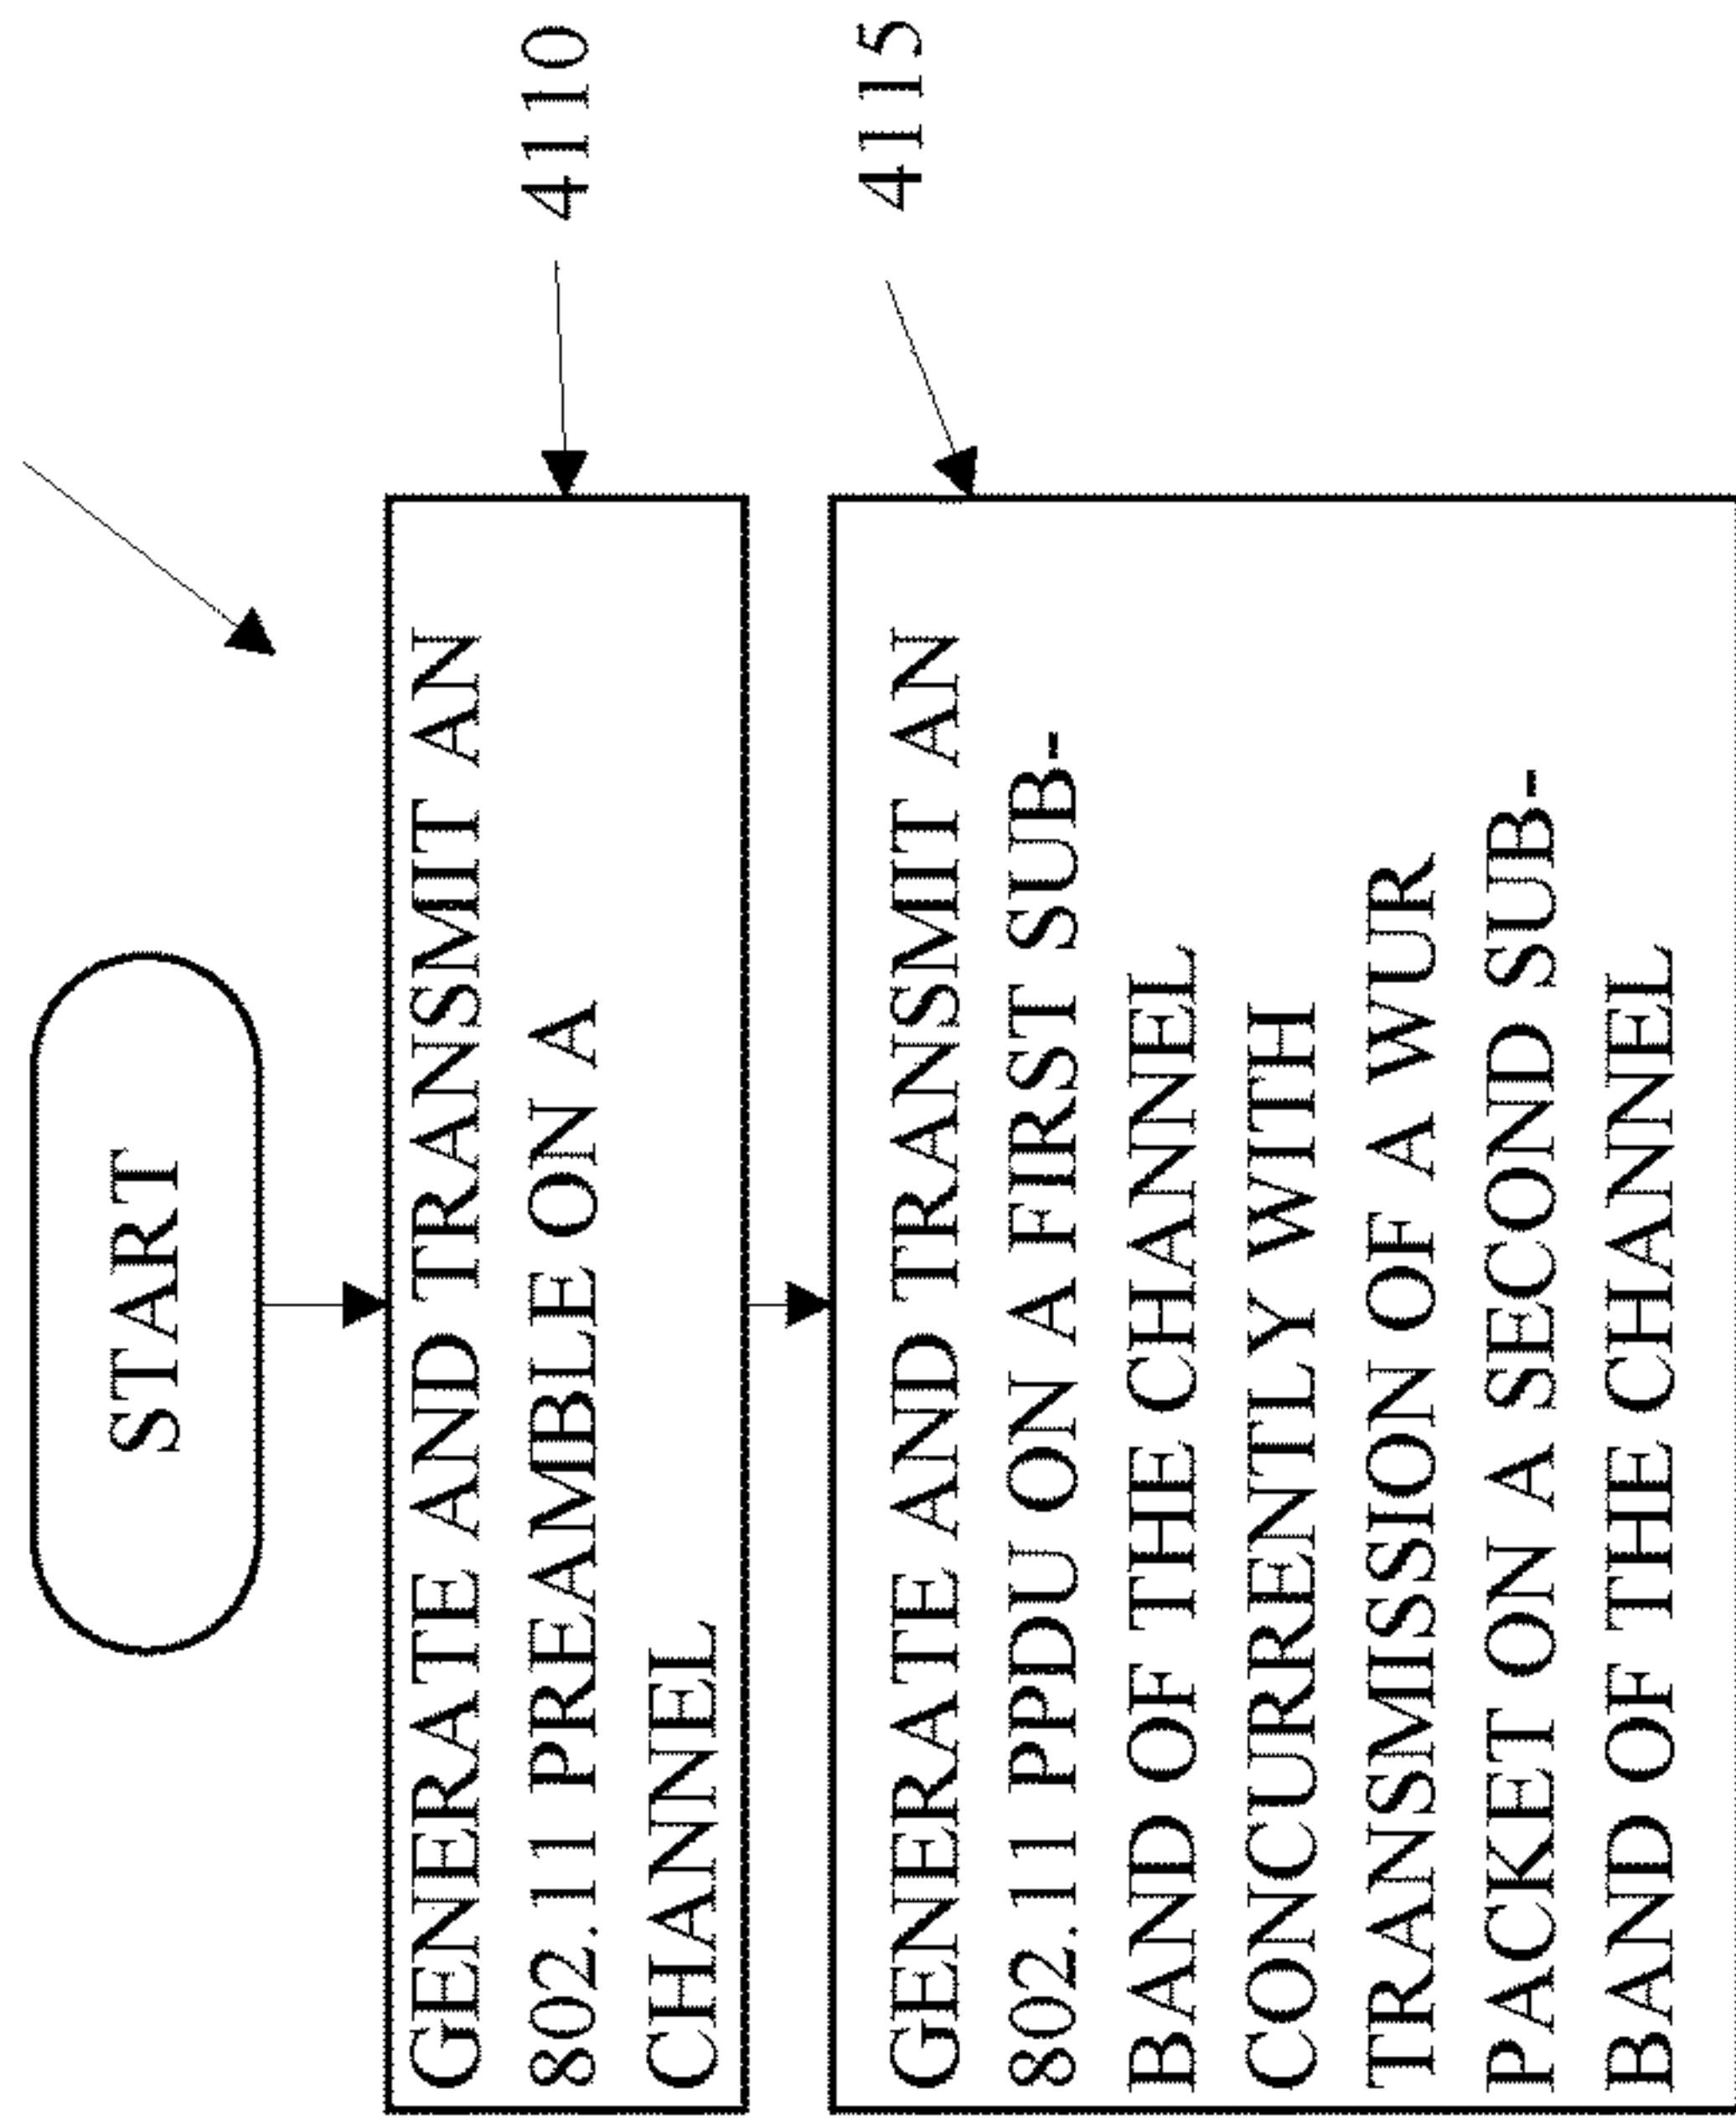 START
GENERATE AND TRANSMIT AN
802.11 PREAMBLE ON A
CHANNEL
4110
GENERATE AND TRANSMIT AN
802.11 PPDU ON A FIRST SUB-
BAND OF THE CHANNEL
CONCURRENTLY WITH
TRANSMISSION OF A WUR
PACKET ON A SECOND SUB-
BAND OF THE CHANNEL
4115